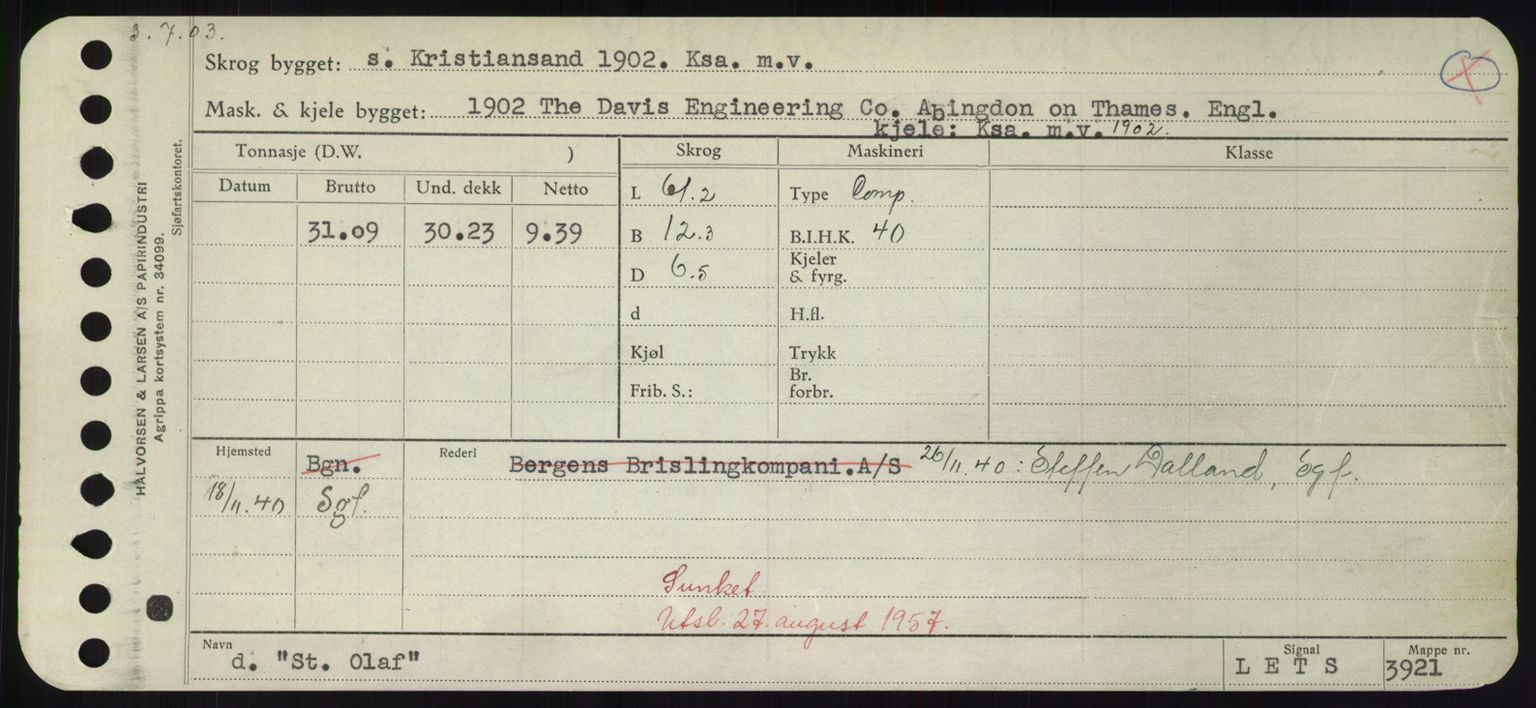 3.7.03.
Skrog bygget: s. Kristiansand 1902. Ksa. m.v.
Mask. & kjele bygget: 1902 The Davis Engineering Co. Abingdon on Thames. Engl.
kjele: Ksa. m.v. 1902.
Tonnasje (D.W. ) Skrog Maskineri Klasse
Datum Brutto Und. dekk Netto L 61.2 Type Comp.
31.09 30.23 9.39 B 12.3 B.I.H.K. 40
D 6.5 Kjeler & fyrg.
d H.fl.
Kjøl Trykk
Frib. S.: Br. forbr.
Hjemsted Bgn. Rederi Bergens Brislingkompani.A/S 26/11.40: Steffen Dalland, Sgf.
18/11.40 Sgf.
Sunket
Utsl. 27. august 1957.
Navn d. "St. Olaf" Signal L E T S Mappe nr. 3921
HALVORSEN & LARSEN A/S PAPIRINDUSTRI
Agrippa kortsystem nr. 34099.
Sjøfartskontoret.